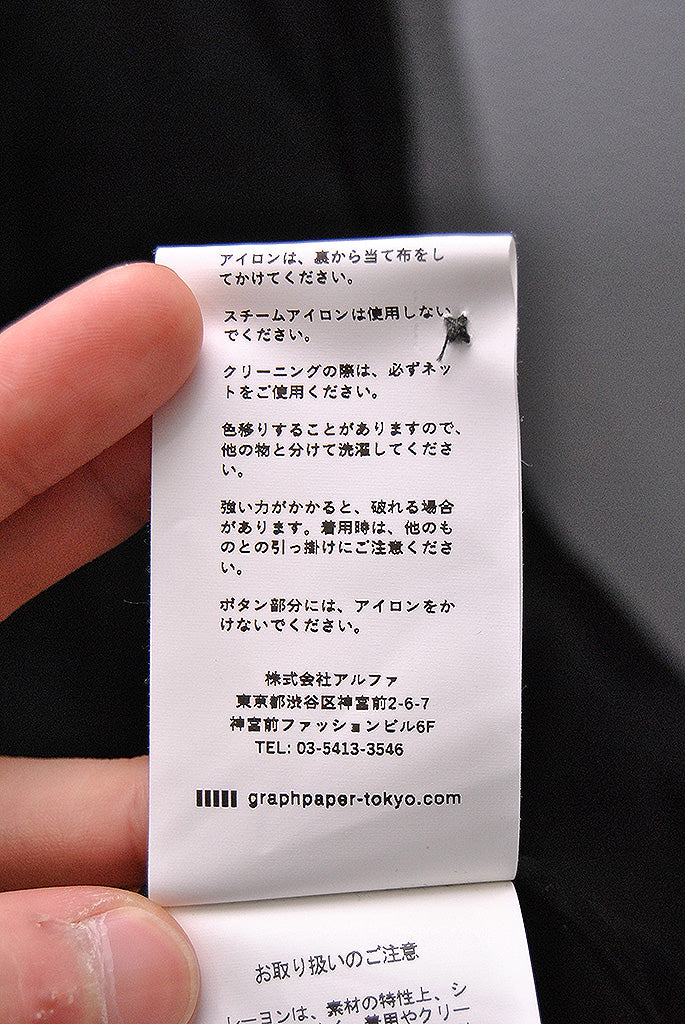 アイロンは、裏から当て布をし
てかけてください。
スチームアイロンは使用しない
でください。
クリーニングの際は、必ずネッ
トをご使用ください。
色移りすることがありますので、
他の物と分けて洗濯してくださ
い。
強い力がかかると、破れる場合
があります。着用時は、他のも
のとの引っ掛けにご注意くださ
い。
ボタン部分には、アイロンをか
けないでください。
株式会社アルファ
東京都渋谷区神宮前2-6-7
神宮前ファッションビル6F
TEL: 03-5413-3546
graphpaper-tokyo.com
お取り扱いのご注意
レーヨンは、素材の特性上、シ
着用やクリー